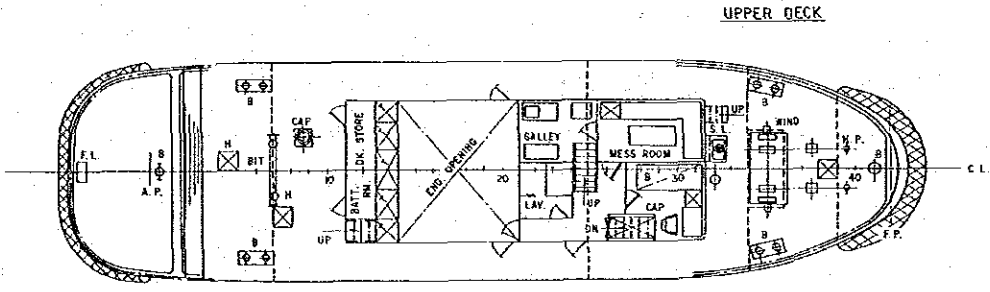 UPPER DECK
B
CAP
H
BIT
H
F.L.
B
A.P.
B
UP
10
BATT. RM.
DK. STORE
ENG. OPENING
20
GALLEY
LAV.
UP
MESS ROOM
B
30
CAP
DN
S.L.
UP
B
WIND
B
H.P.
B
40
F.P.
C L